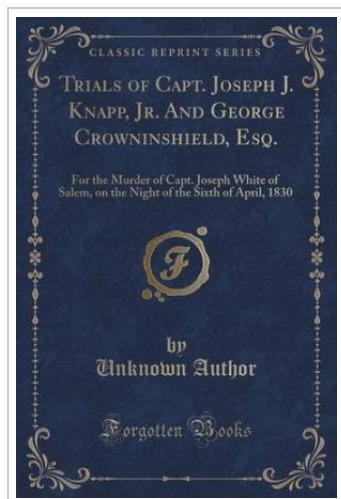 CLASSIC REPRINT SERIES
TRIALS OF CAPT. JOSEPH J.
KNAPP, JR. AND GEORGE
CROWNINSHIELD, ESQ.
For the Murder of Capt. Joseph White of
Salem, on the Night of the Sixth of April, 1830
F
by
Unknown Author
Forgotten Books